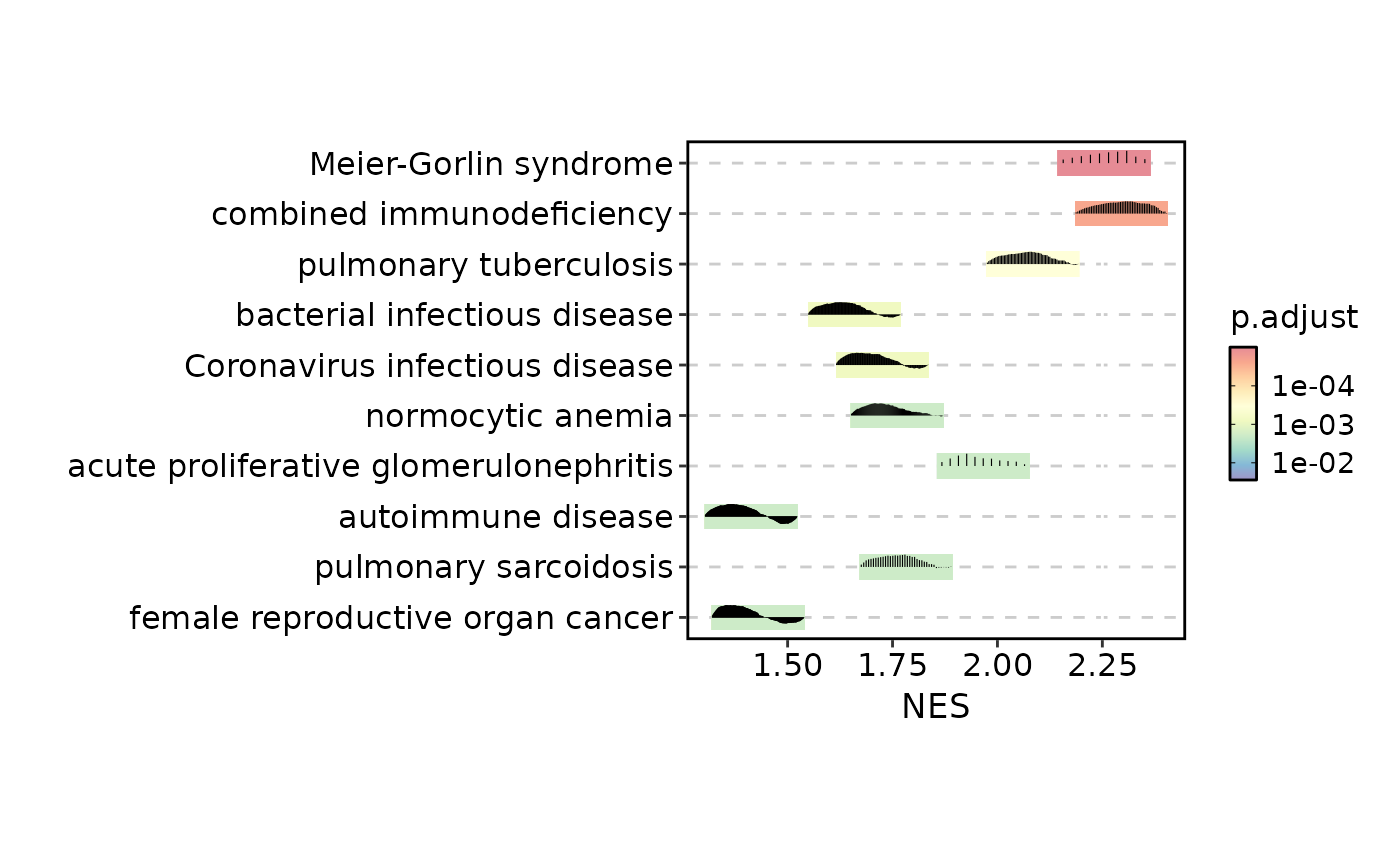 Meier-Gorlin syndrome
combined immunodeficiency
pulmonary tuberculosis
bacterial infectious disease
Coronavirus infectious disease
normocytic anemia
acute proliferative glomerulonephritis
autoimmune disease
pulmonary sarcoidosis
female reproductive organ cancer
1.50 1.75 2.00 2.25
NES
p.adjust
1e-04
1e-03
1e-02